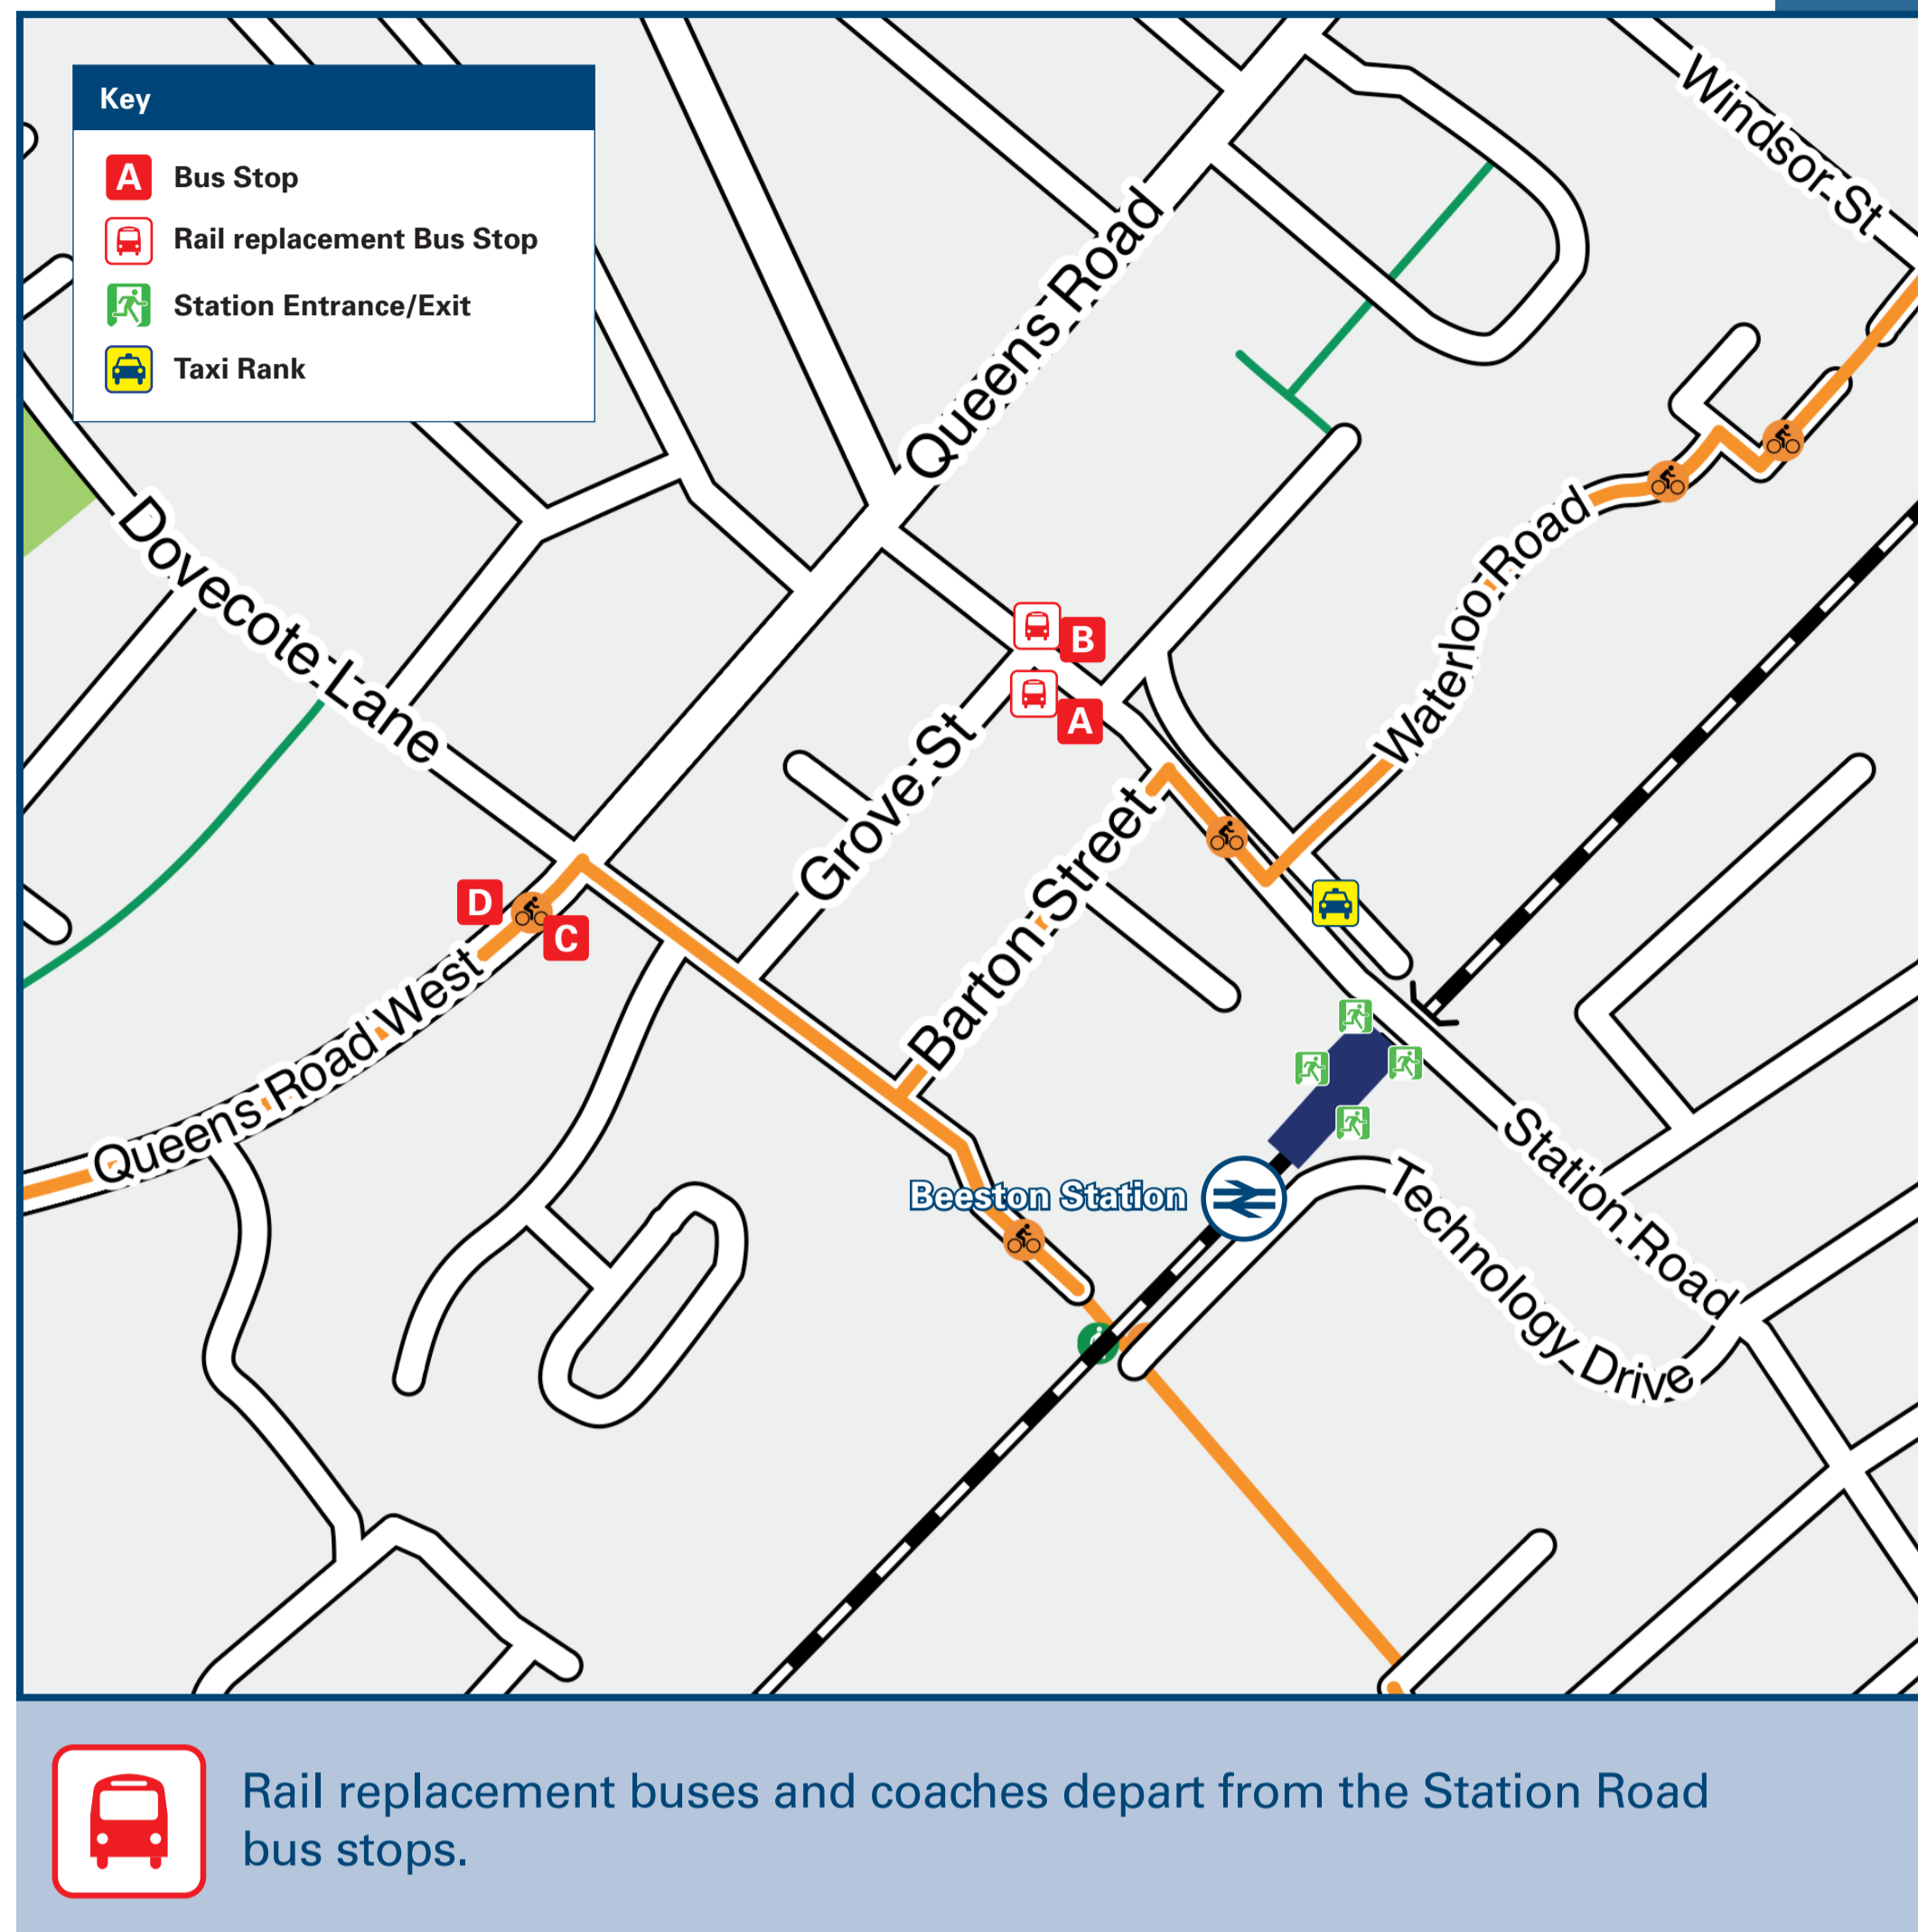 Key
A Bus Stop
Rail replacement Bus Stop
Station Entrance/Exit
Taxi Rank
Windsor St
Queens Road
Dovecote Lane
Waterloo Road
B
A
Grove St
Barton Street
D
C
Queens Road West
Station Road
Beeston Station
Technology Drive
Rail replacement buses and coaches depart from the Station Road
bus stops.